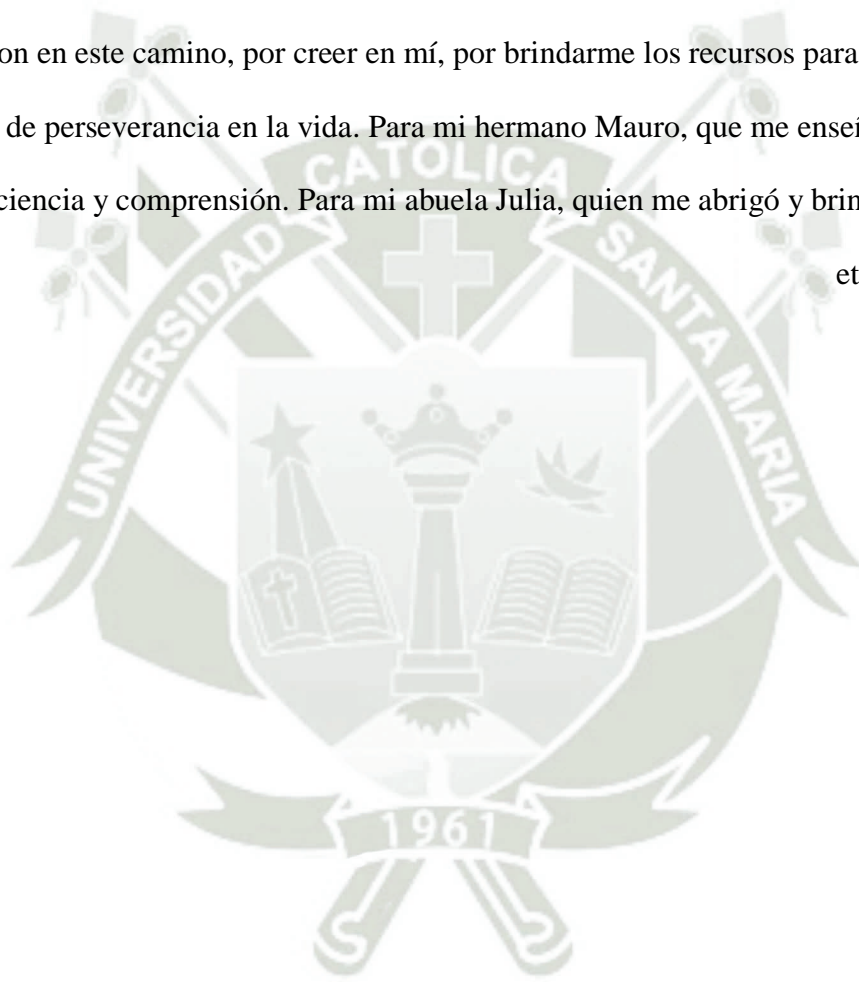 on en este camino, por creer en mí, por brindarme los recursos para
de perseverancia en la vida. Para mi hermano Mauro, que me enseñ
ciencia y comprensión. Para mi abuela Julia, quien me abrigó y brin
et
UNIVERSIDAD CATOLICA SANTA MARIA
1961